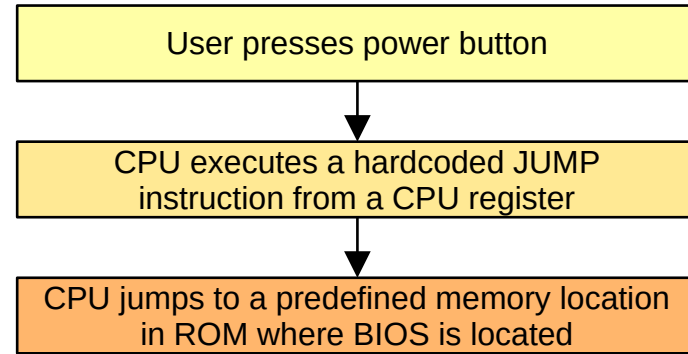 User presses power button
CPU executes a hardcoded JUMP
instruction from a CPU register
CPU jumps to a predefined memory location
in ROM where BIOS is located